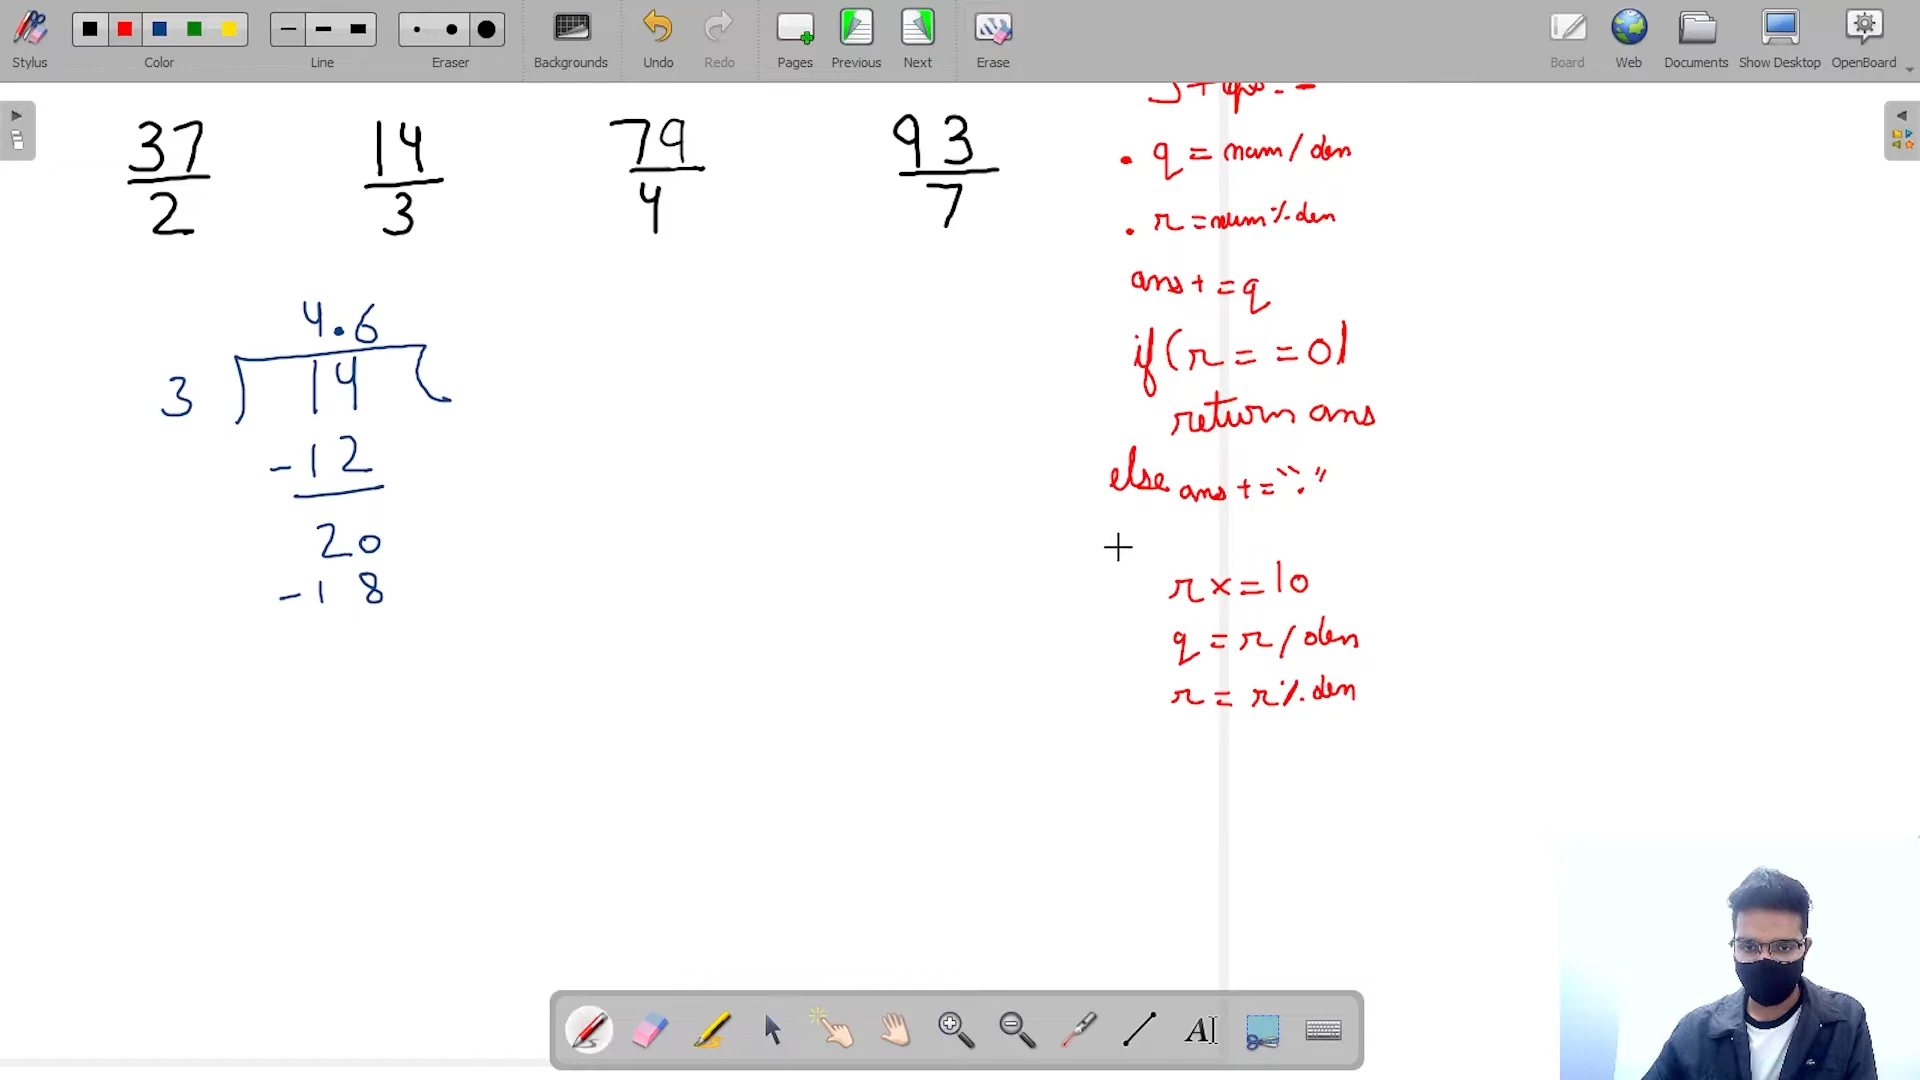 Stylus
Color
Line
Eraser
Backgrounds
Undo
Redo
Pages
Previous
Next
Erase
Board
Web
Documents
Show Desktop
OpenBoard
37
2
14
3
79
4
93
7
4.6
3
14
-12
20
-18
• q = num/den
• r = num%den
ans+=q
if(r==0)
return ans
else ans+="."
r×=10
q=r/den
r=r%den
AI